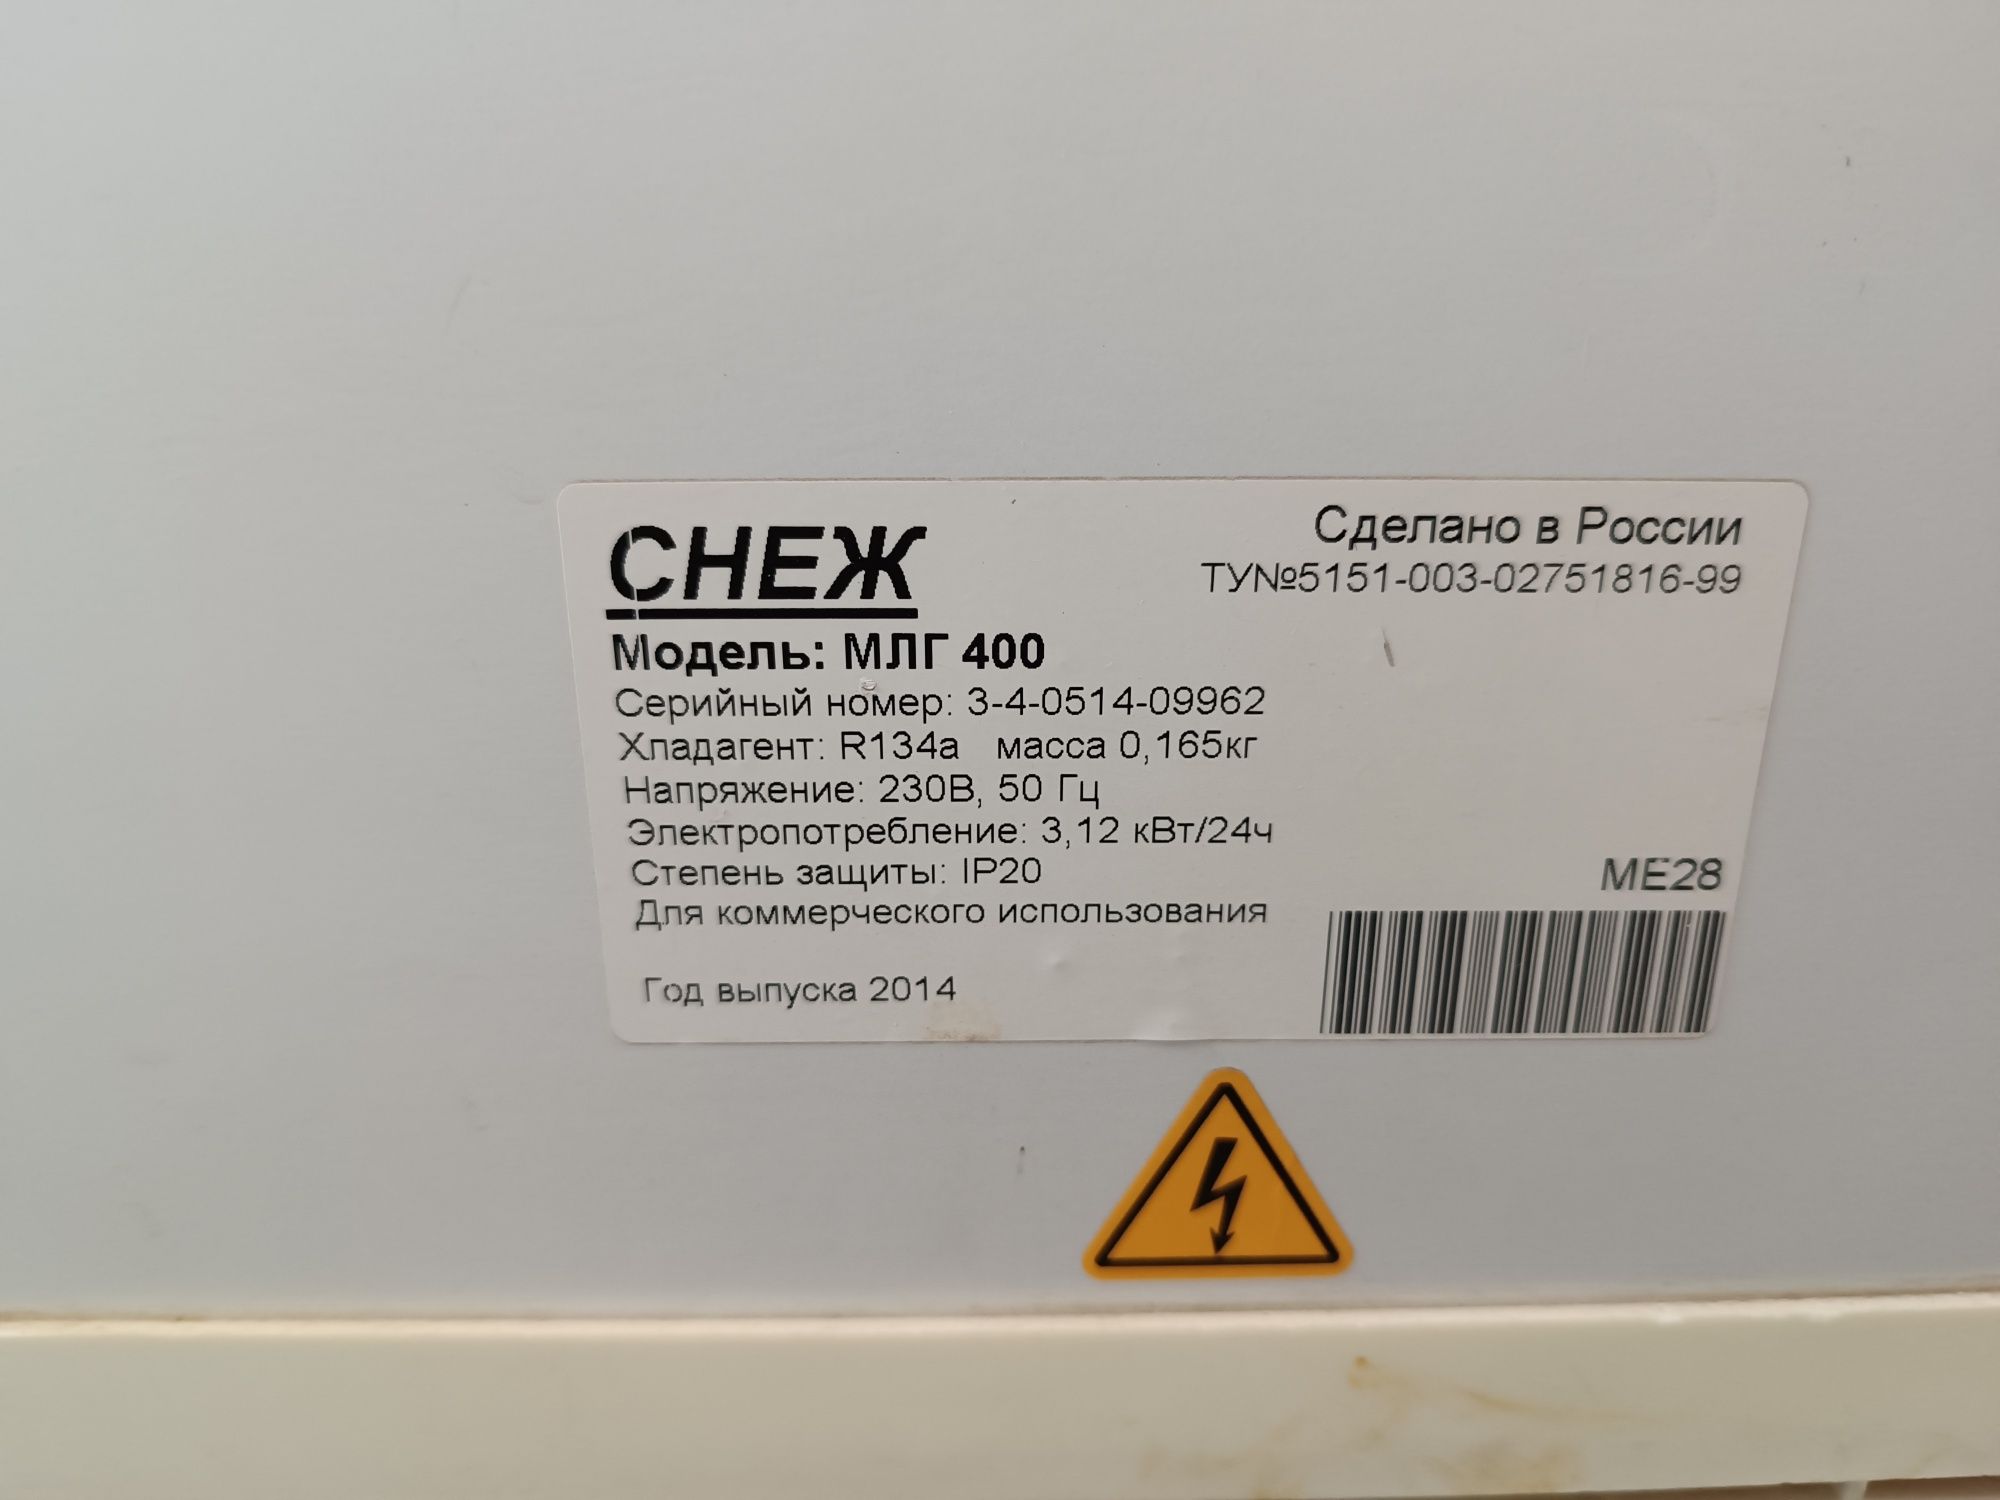 СНЕЖ
Сделано в России
ТУ№5151-003-02751816-99
Модель: МЛГ 400
Серийный номер: 3-4-0514-09962
Хладагент: R134a масса 0,165кг
Напряжение: 230В, 50 Гц
Электропотребление: 3,12 кВт/24ч
Степень защиты: IP20
Для коммерческого использования
ME28
Год выпуска 2014